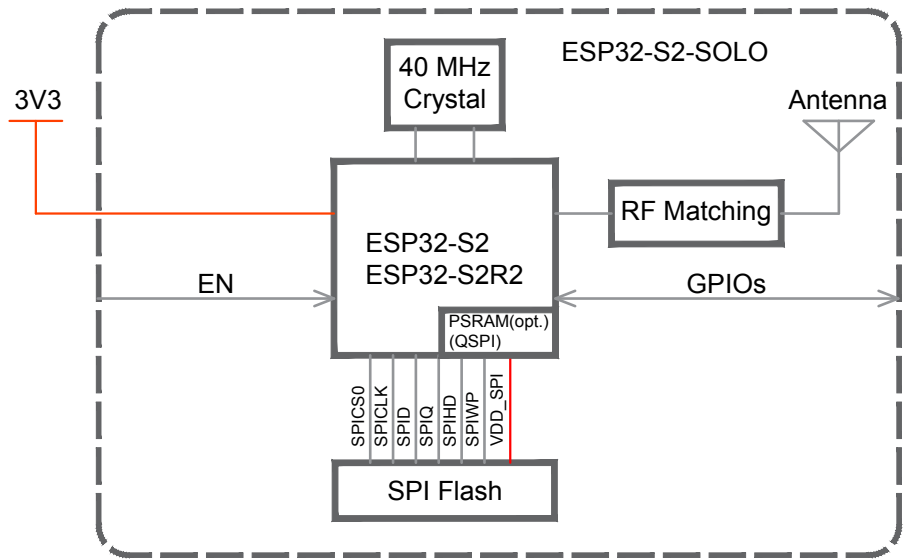 ESP32-S2-SOLO
40 MHz
Crystal
3V3
Antenna
RF Matching
ESP32-S2
ESP32-S2R2
EN
GPIOs
PSRAM(opt.)
(QSPI)
SPICS0
SPICLK
SPID
SPIQ
SPIHD
SPIWP
VDD_SPI
SPI Flash